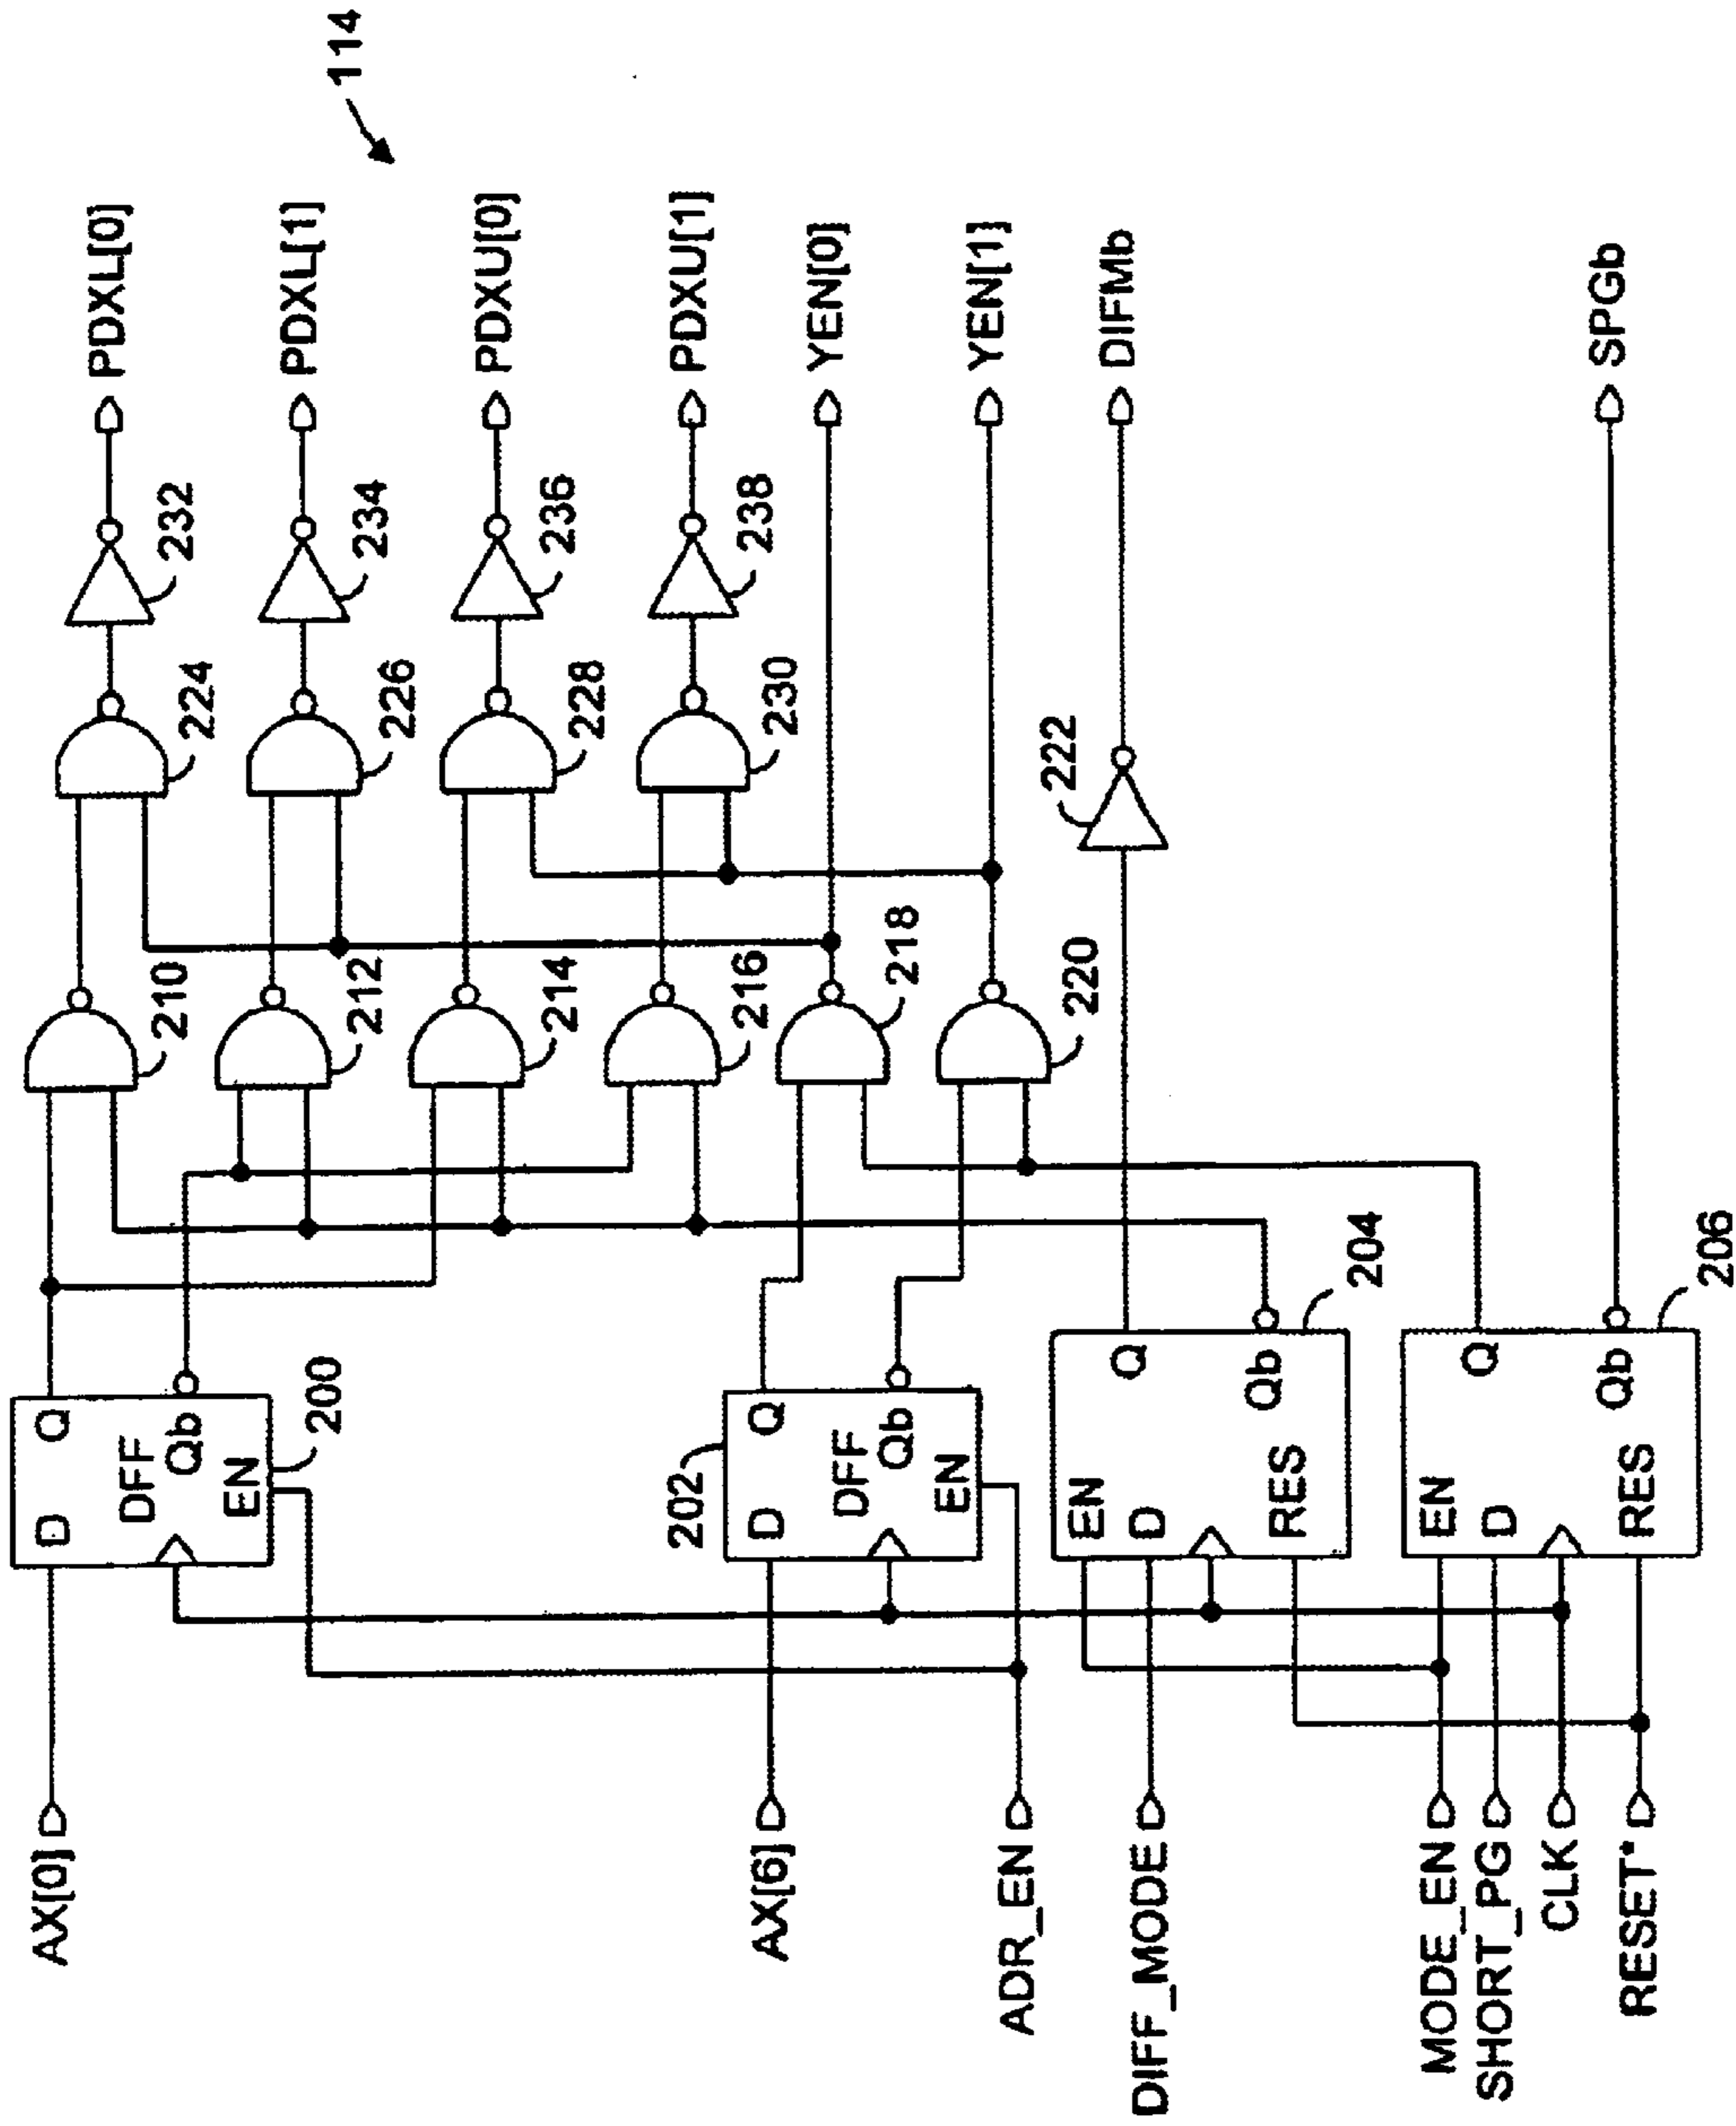 114
PDXL[0]
PDXL[1]
PDXU[0]
PDXU[1]
YEN[0]
YEN[1]
DIFMb
SPGb
232
234
236
238
224
226
228
230
222
210
212
214
216
218
220
D
Q
DFF
Qb
EN
200
202
D
Q
DFF
Qb
EN
EN
Q
D
Qb
RES
204
EN
Q
D
Qb
RES
206
AX[0]
AX[6]
ADR_EN
DIFF_MODE
MODE_EN
SHORT_PG
CLK
RESET*